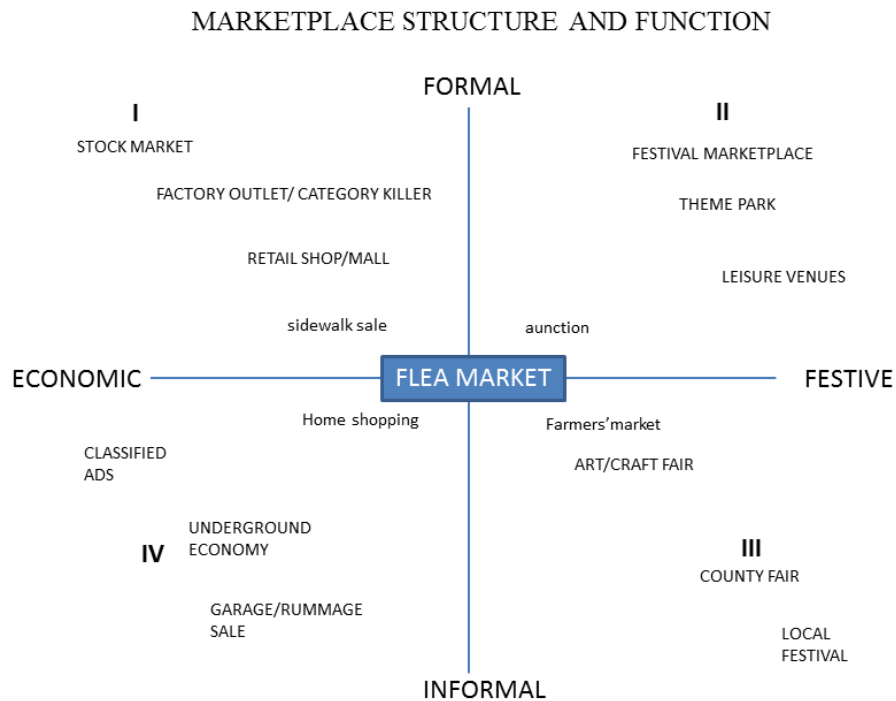 MARKETPLACE STRUCTURE AND FUNCTION
FORMAL
I
II
STOCK MARKET
FESTIVAL MARKETPLACE
FACTORY OUTLET/ CATEGORY KILLER
THEME PARK
RETAIL SHOP/MALL
LEISURE VENUES
sidewalk sale
aunction
ECONOMIC
FLEA MARKET
FESTIVE
Home shopping
Farmers'market
CLASSIFIED
ADS
ART/CRAFT FAIR
UNDERGROUND
ECONOMY
IV
III
COUNTY FAIR
GARAGE/RUMMAGE
SALE
LOCAL
FESTIVAL
INFORMAL